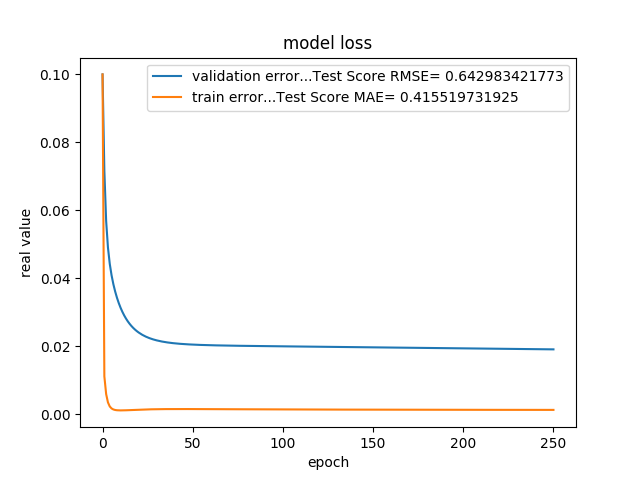 model loss
validation error...Test Score RMSE= 0.642983421773
train error...Test Score MAE= 0.415519731925
0.10
0.08
0.06
0.04
0.02
0.00
real value
0 50 100 150 200 250
epoch